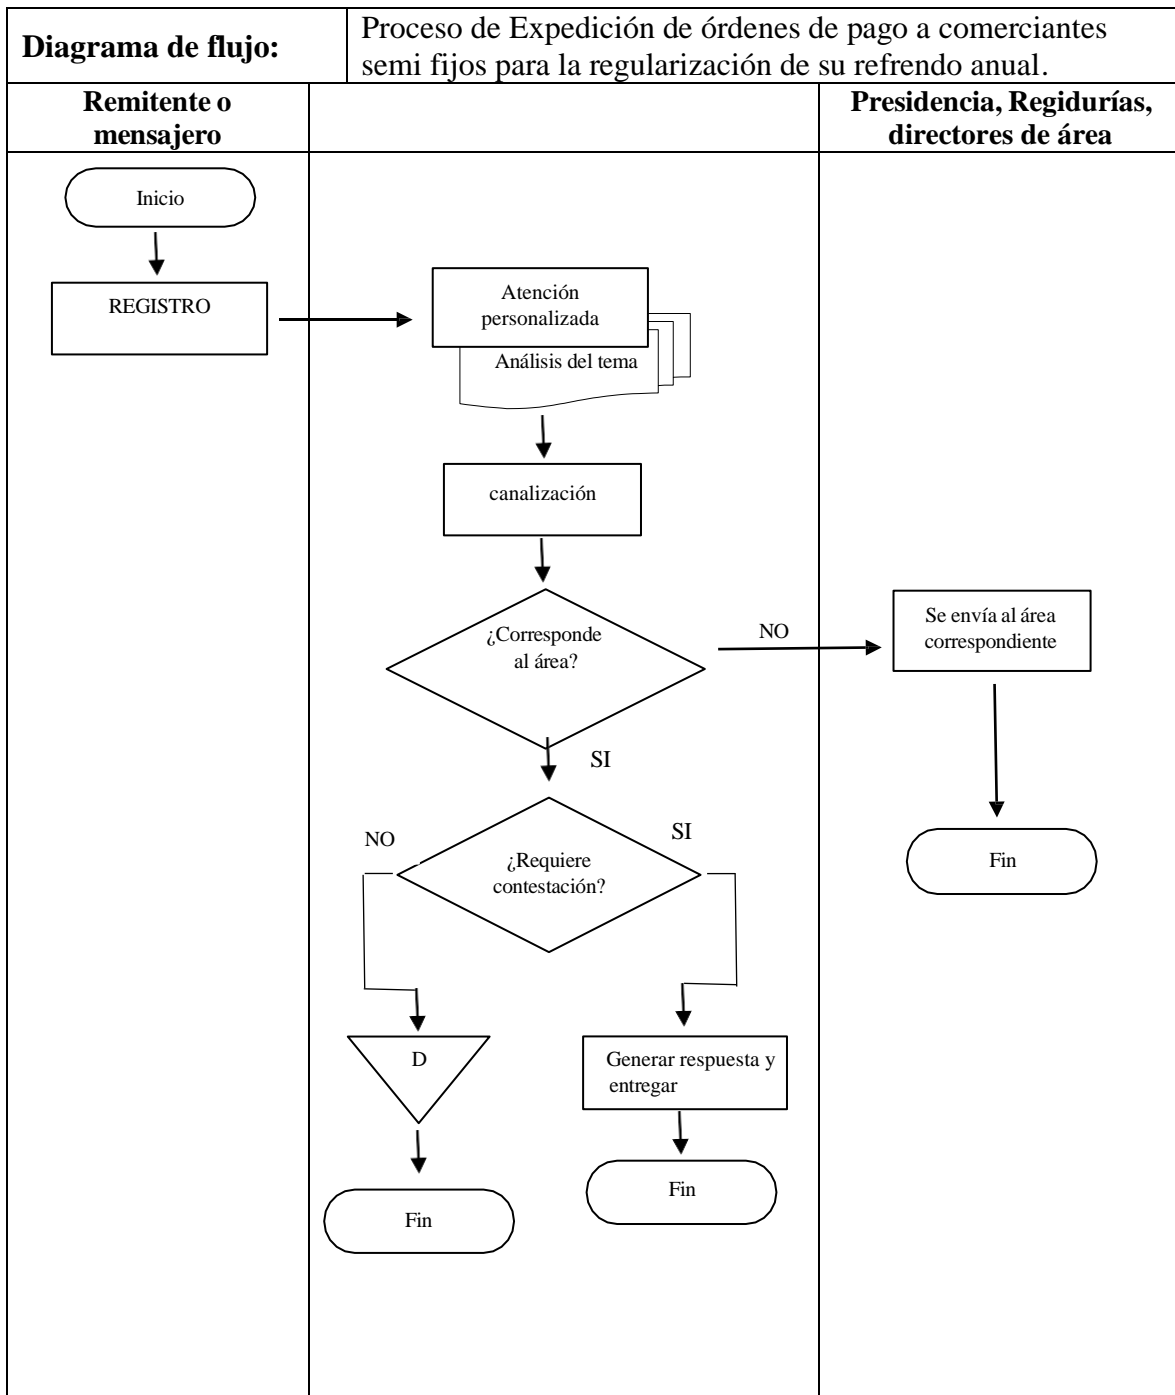 Diagrama de flujo:
Proceso de Expedición de órdenes de pago a comerciantes
semi fijos para la regularización de su refrendo anual.
Remitente o
mensajero
Presidencia, Regidurías,
directores de área
Inicio
REGISTRO
Atención
personalizada
Análisis del tema
canalización
¿Corresponde
al área?
NO
Se envía al área
correspondiente
SI
Fin
NO
SI
¿Requiere
contestación?
D
Generar respuesta y
entregar
Fin
Fin